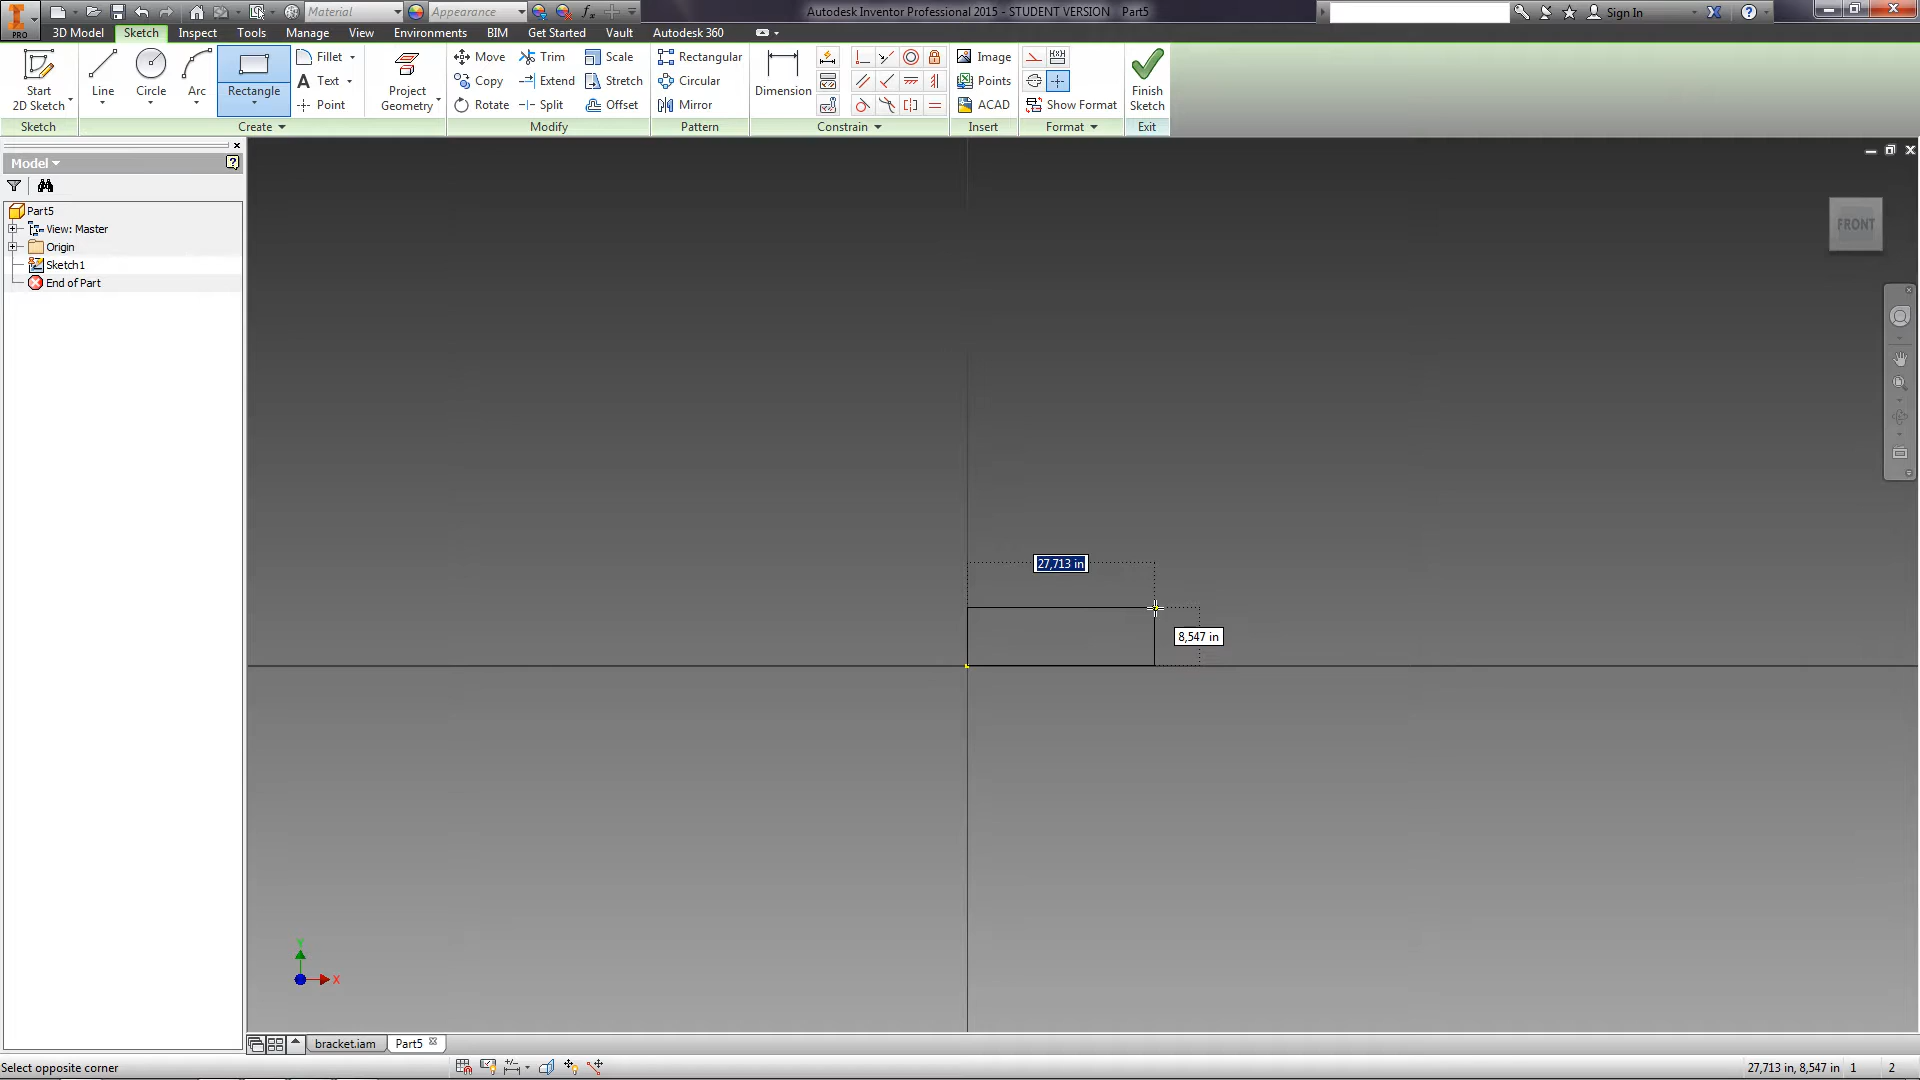 Material
Appearance
Autodesk Inventor Professional 2015 - STUDENT VERSION Part5
Sign In
PRO
3D Model
Sketch
Inspect
Tools
Manage
View
Environments
BIM
Get Started
Vault
Autodesk 360
Start
2D Sketch
Line
Circle
Arc
Rectangle
Fillet
Text
Point
Project
Geometry
Move
Copy
Rotate
Trim
Extend
Split
Scale
Stretch
Offset
Rectangular
Circular
Mirror
Dimension
Image
Points
ACAD
Show Format
Finish
Sketch
Sketch
Create
Modify
Pattern
Constrain
Insert
Format
Exit
Model
Part5
View: Master
Origin
Sketch1
End of Part
FRONT
27,713 in
8,547 in
Y
X
bracket.iam
Part5
Select opposite corner
27,713 in, 8,547 in
1
2